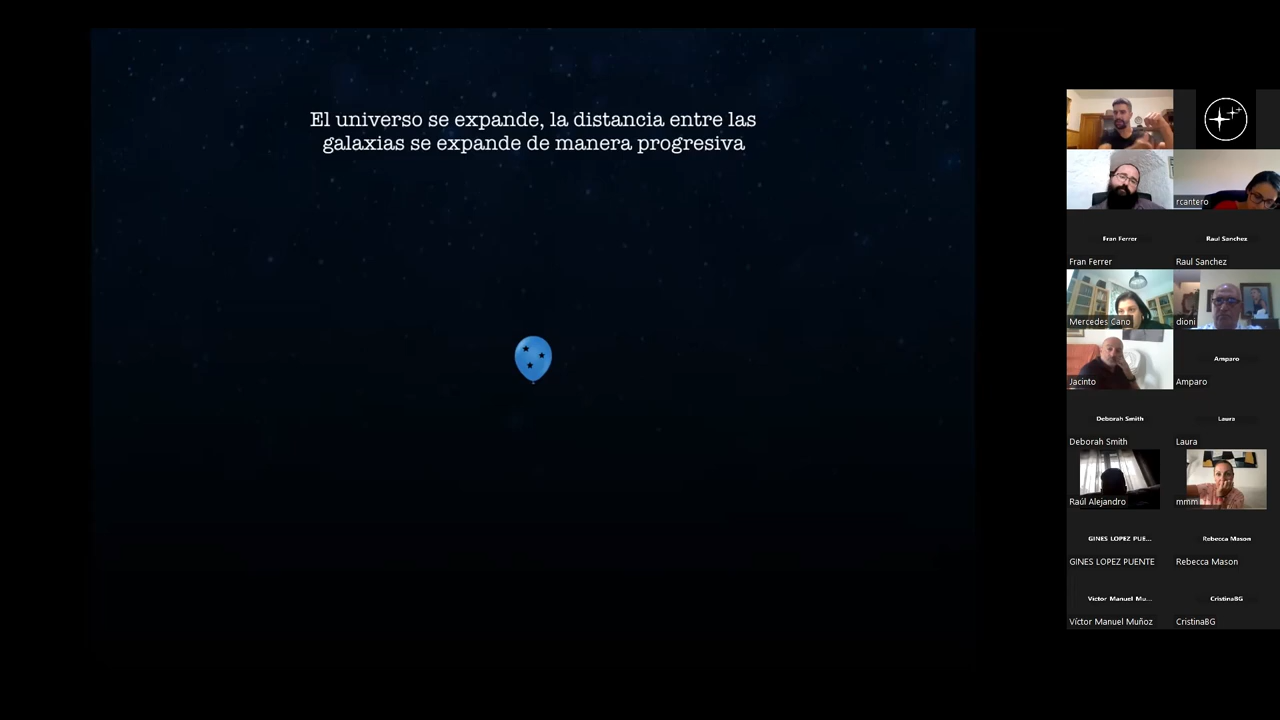 El universo se expande, la distancia entre las
galaxias se expande de manera progresiva
rcantero
Fran Ferrer
Raul Sanchez
Fran Ferrer
Raul Sanchez
Mercedes Cano
dioni
Jacinto
Amparo
Amparo
Deborah Smith
Laura
Deborah Smith
Laura
Raúl Alejandro
mmm
GINES LOPEZ PUE...
Rebecca Mason
GINES LOPEZ PUENTE
Rebecca Mason
Víctor Manuel Mu...
CristinaBG
Víctor Manuel Muñoz
CristinaBG